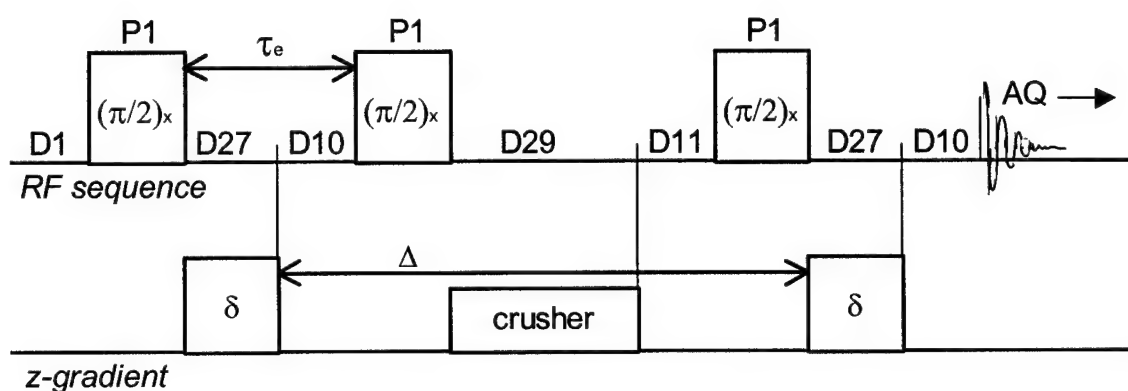 P1 τe P1 P1
(π/2)x (π/2)x (π/2)x AQ
D1 D27 D10 D29 D11 D27 D10
RF sequence
Δ
δ crusher δ
z-gradient